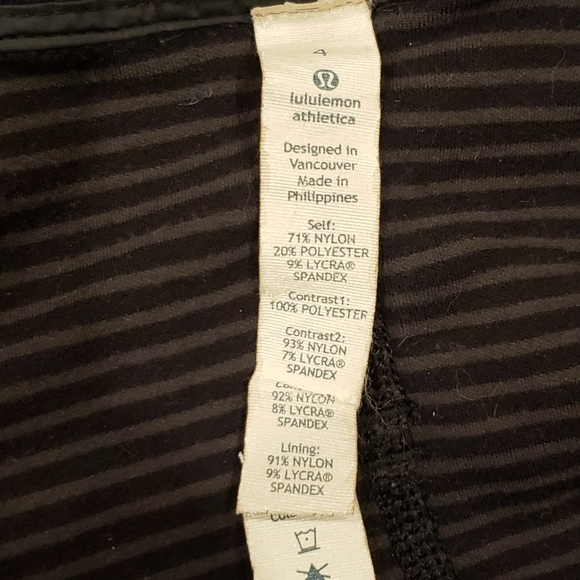 4
lululemon
athletica
Designed in
Vancouver
Made in
Philippines
Self:
71% NYLON
20% POLYESTER
9% LYCRA®
SPANDEX
Contrast1:
100% POLYESTER
Contrast2:
93% NYLON
7% LYCRA®
SPANDEX
92% NYLON
8% LYCRA®
SPANDEX
Lining:
91% NYLON
9% LYCRA®
SPANDEX